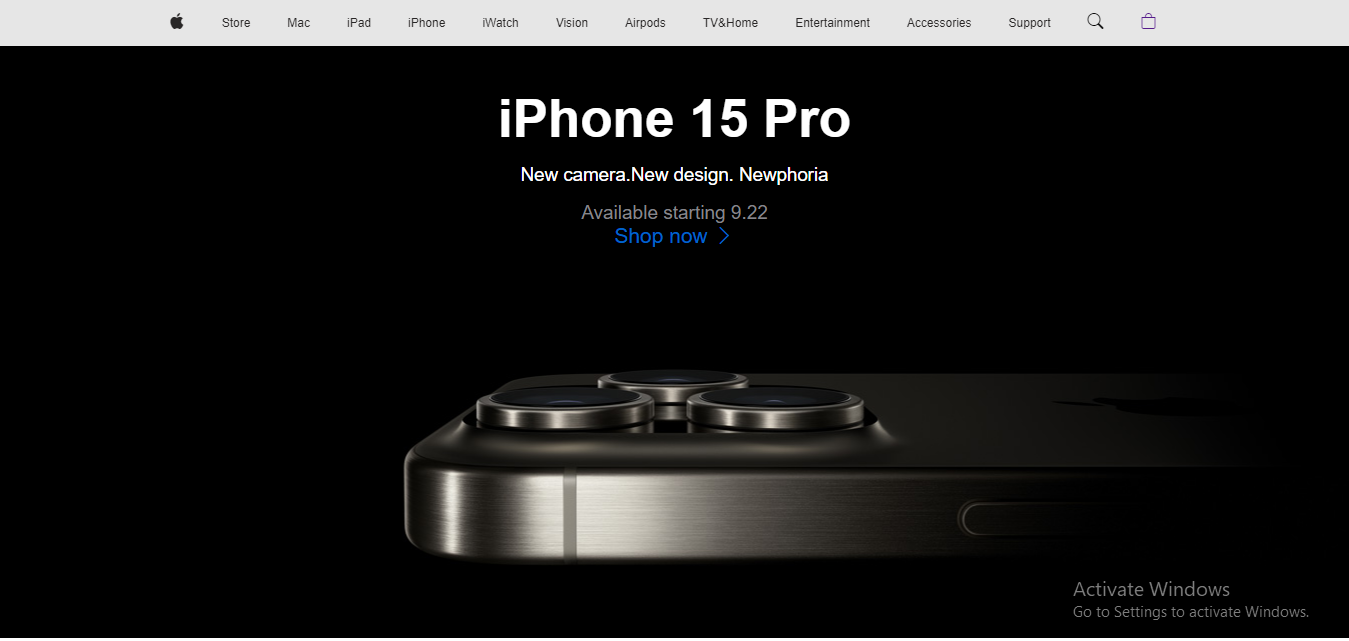 Store Mac iPad iPhone iWatch Vision Airpods TV&Home Entertainment Accessories Support
iPhone 15 Pro
New camera.New design. Newphoria
Available starting 9.22
Shop now
Activate Windows
Go to Settings to activate Windows.